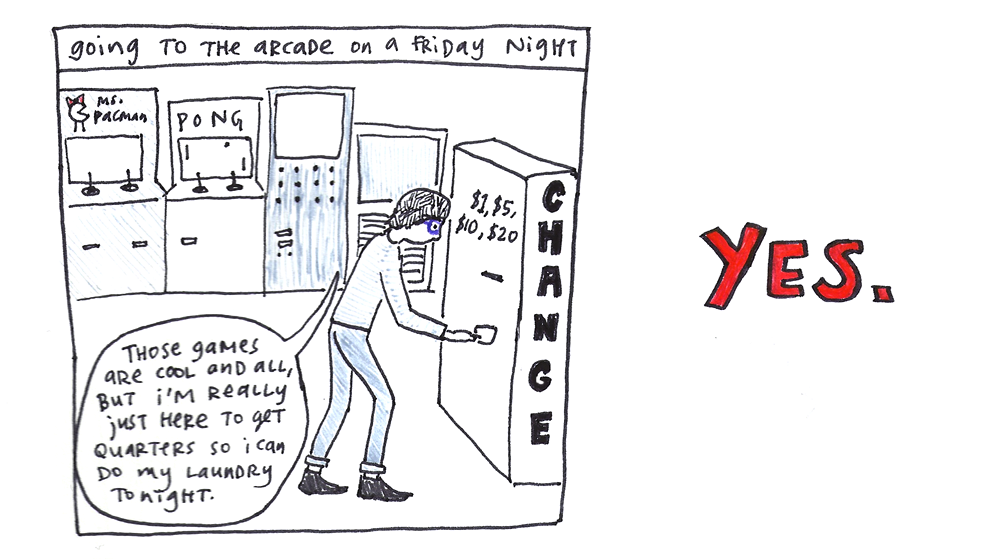 going TO THE ARCADE on a FRiDAY NiGHT
MS.
PACMAN
PONG
$1, $5,
$10, $20
CHANGE
THOSE gAMES
ARE COOL AND ALL,
BUT i'M REALLY
jUST HERE TO gET
QUARTERS SO i CAN
DO MY LAUNDRY
TONigHT.
YES.